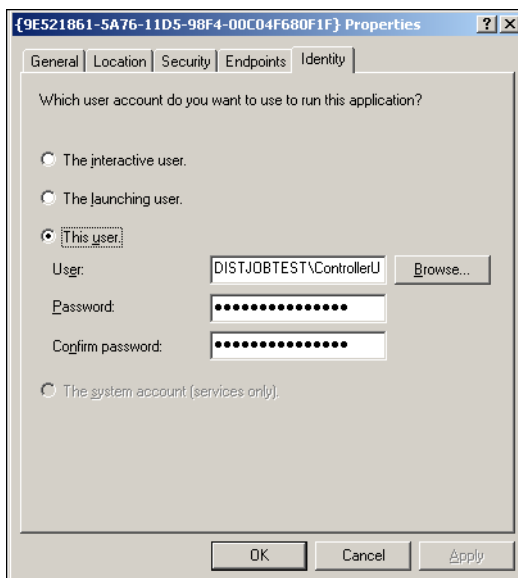 {9E521861-5A76-11D5-98F4-00C04F680F1F} Properties
General Location Security Endpoints Identity
Which user account do you want to use to run this application?
The interactive user.
The launching user.
This user.
User: DISTJOBTEST\ControllerU Browse...
Password: •••••••••••••••
Confirm password: •••••••••••••••
The system account (services only).
OK Cancel Apply